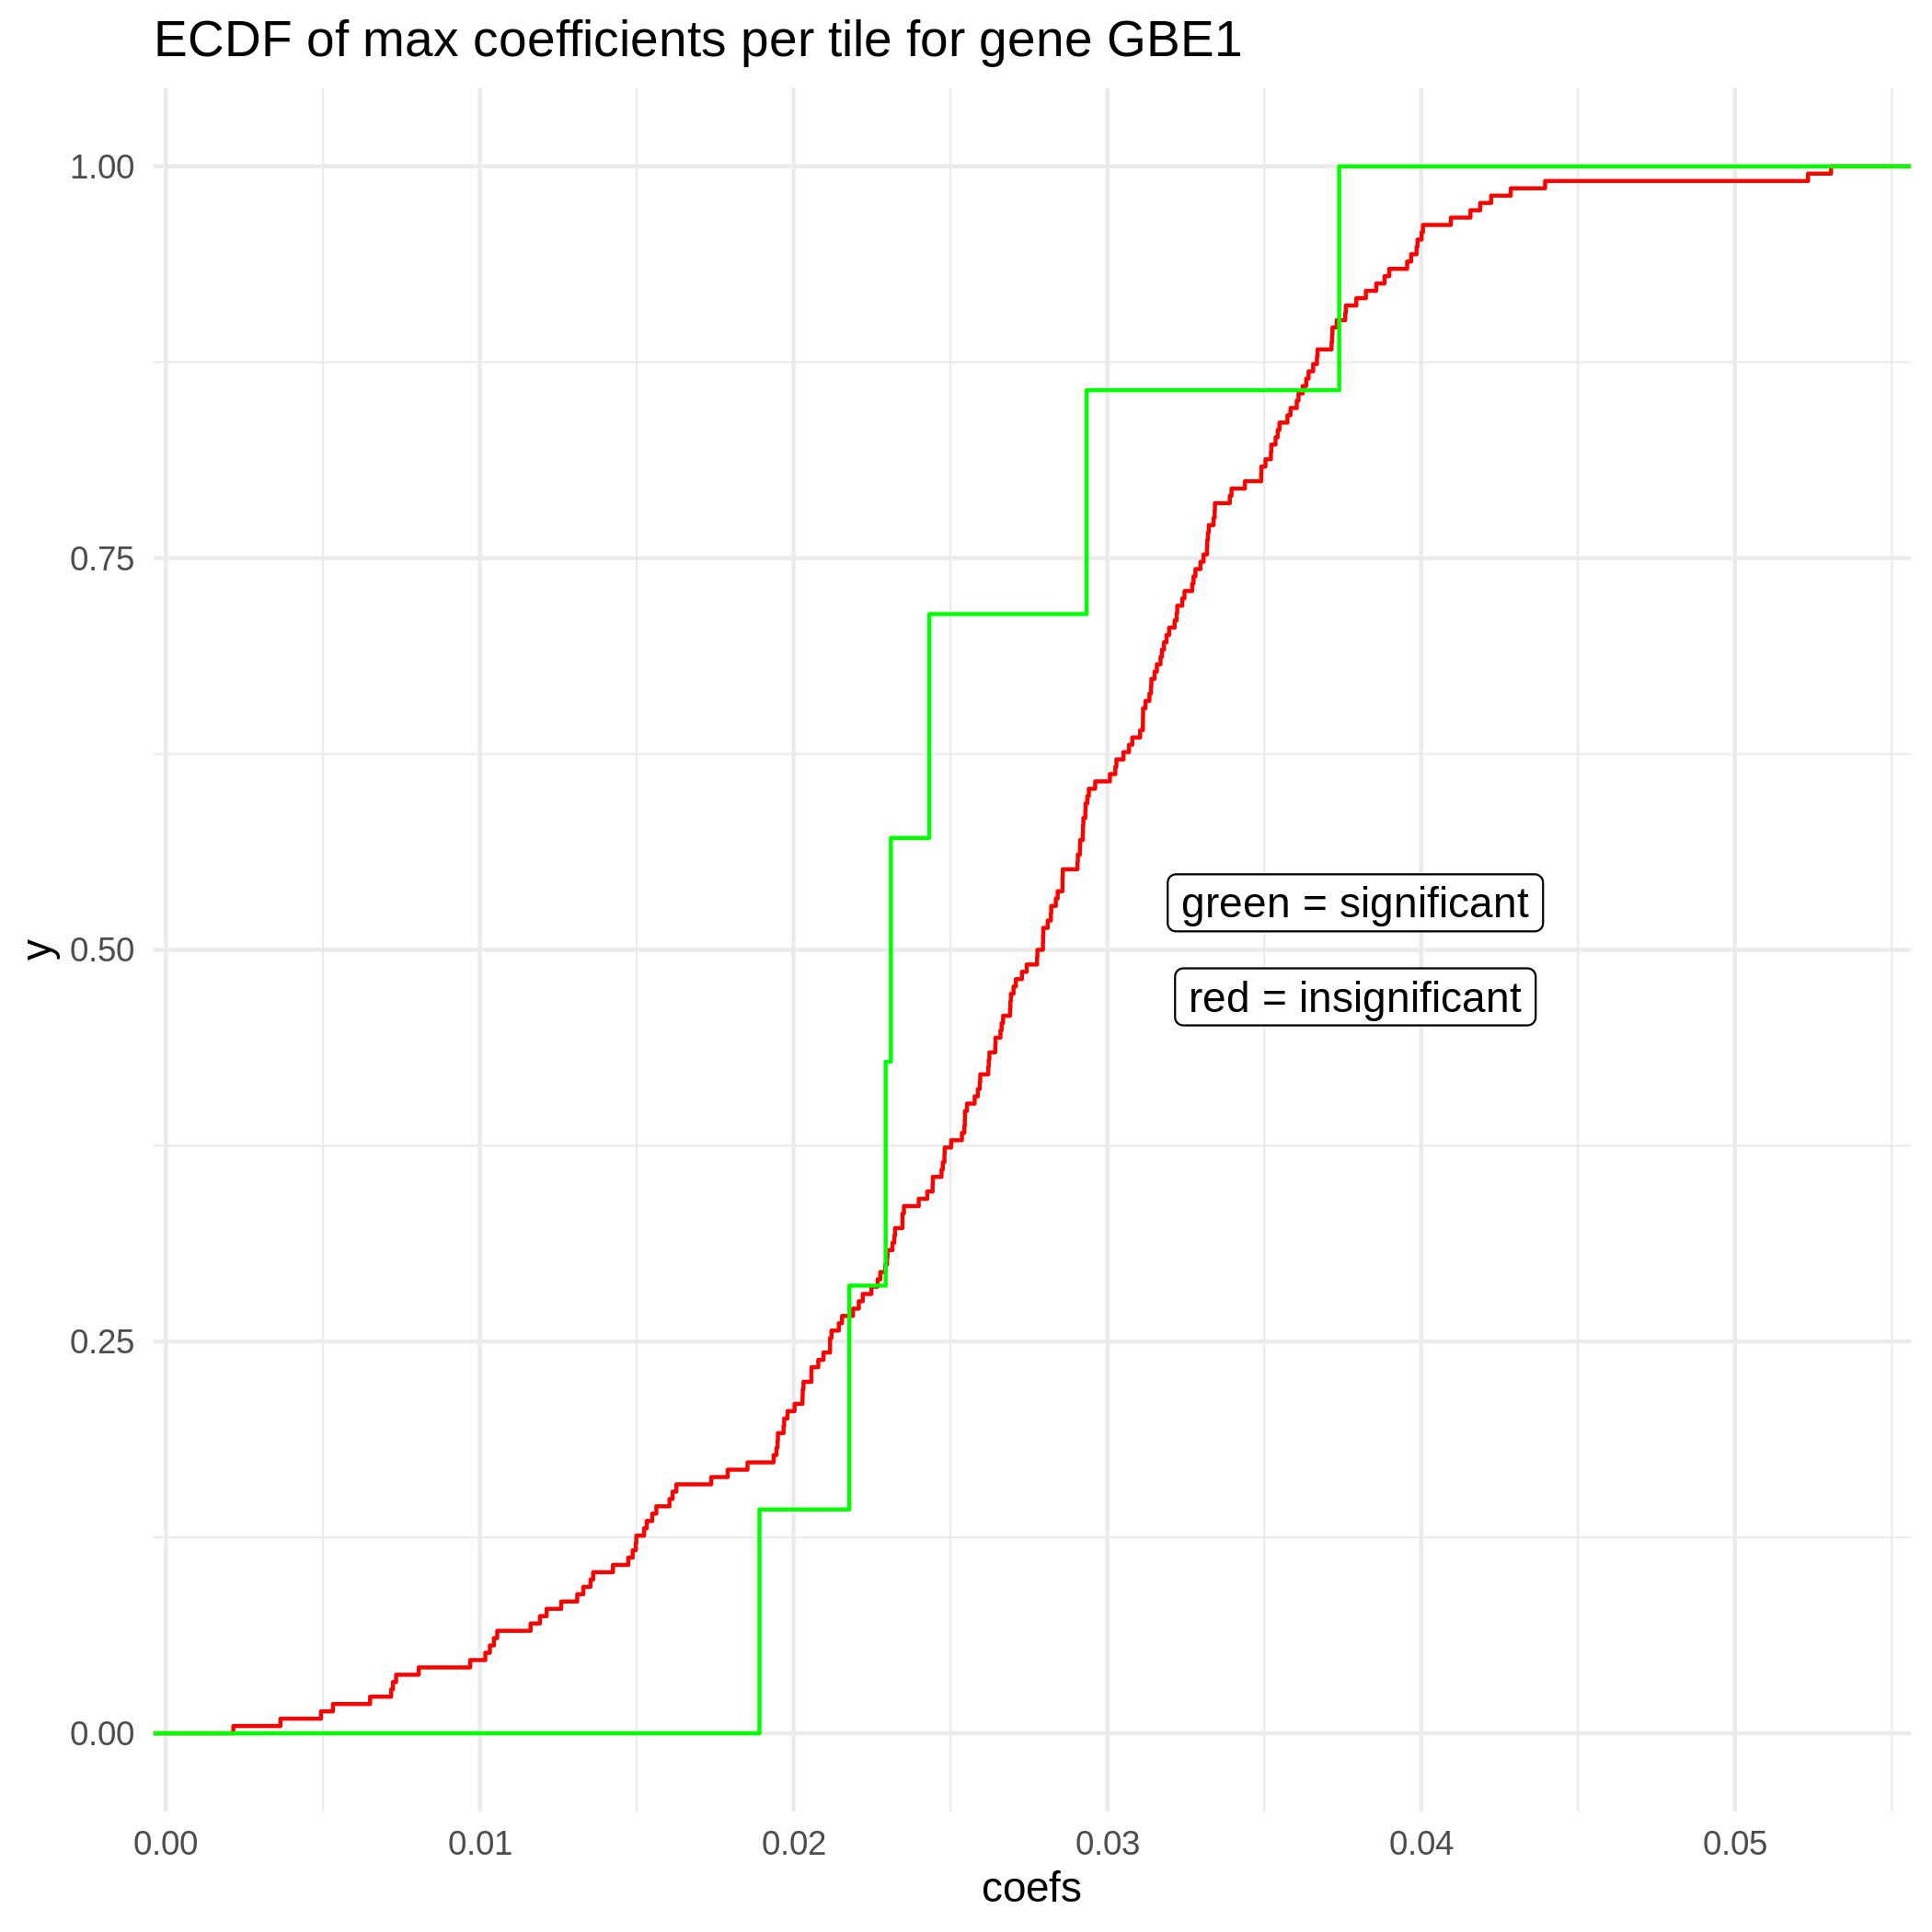 ECDF of max coefficients per tile for gene GBE1
1.00
0.75
0.50
0.25
0.00
y
green = significant
red = insignificant
0.00 0.01 0.02 0.03 0.04 0.05
coefs